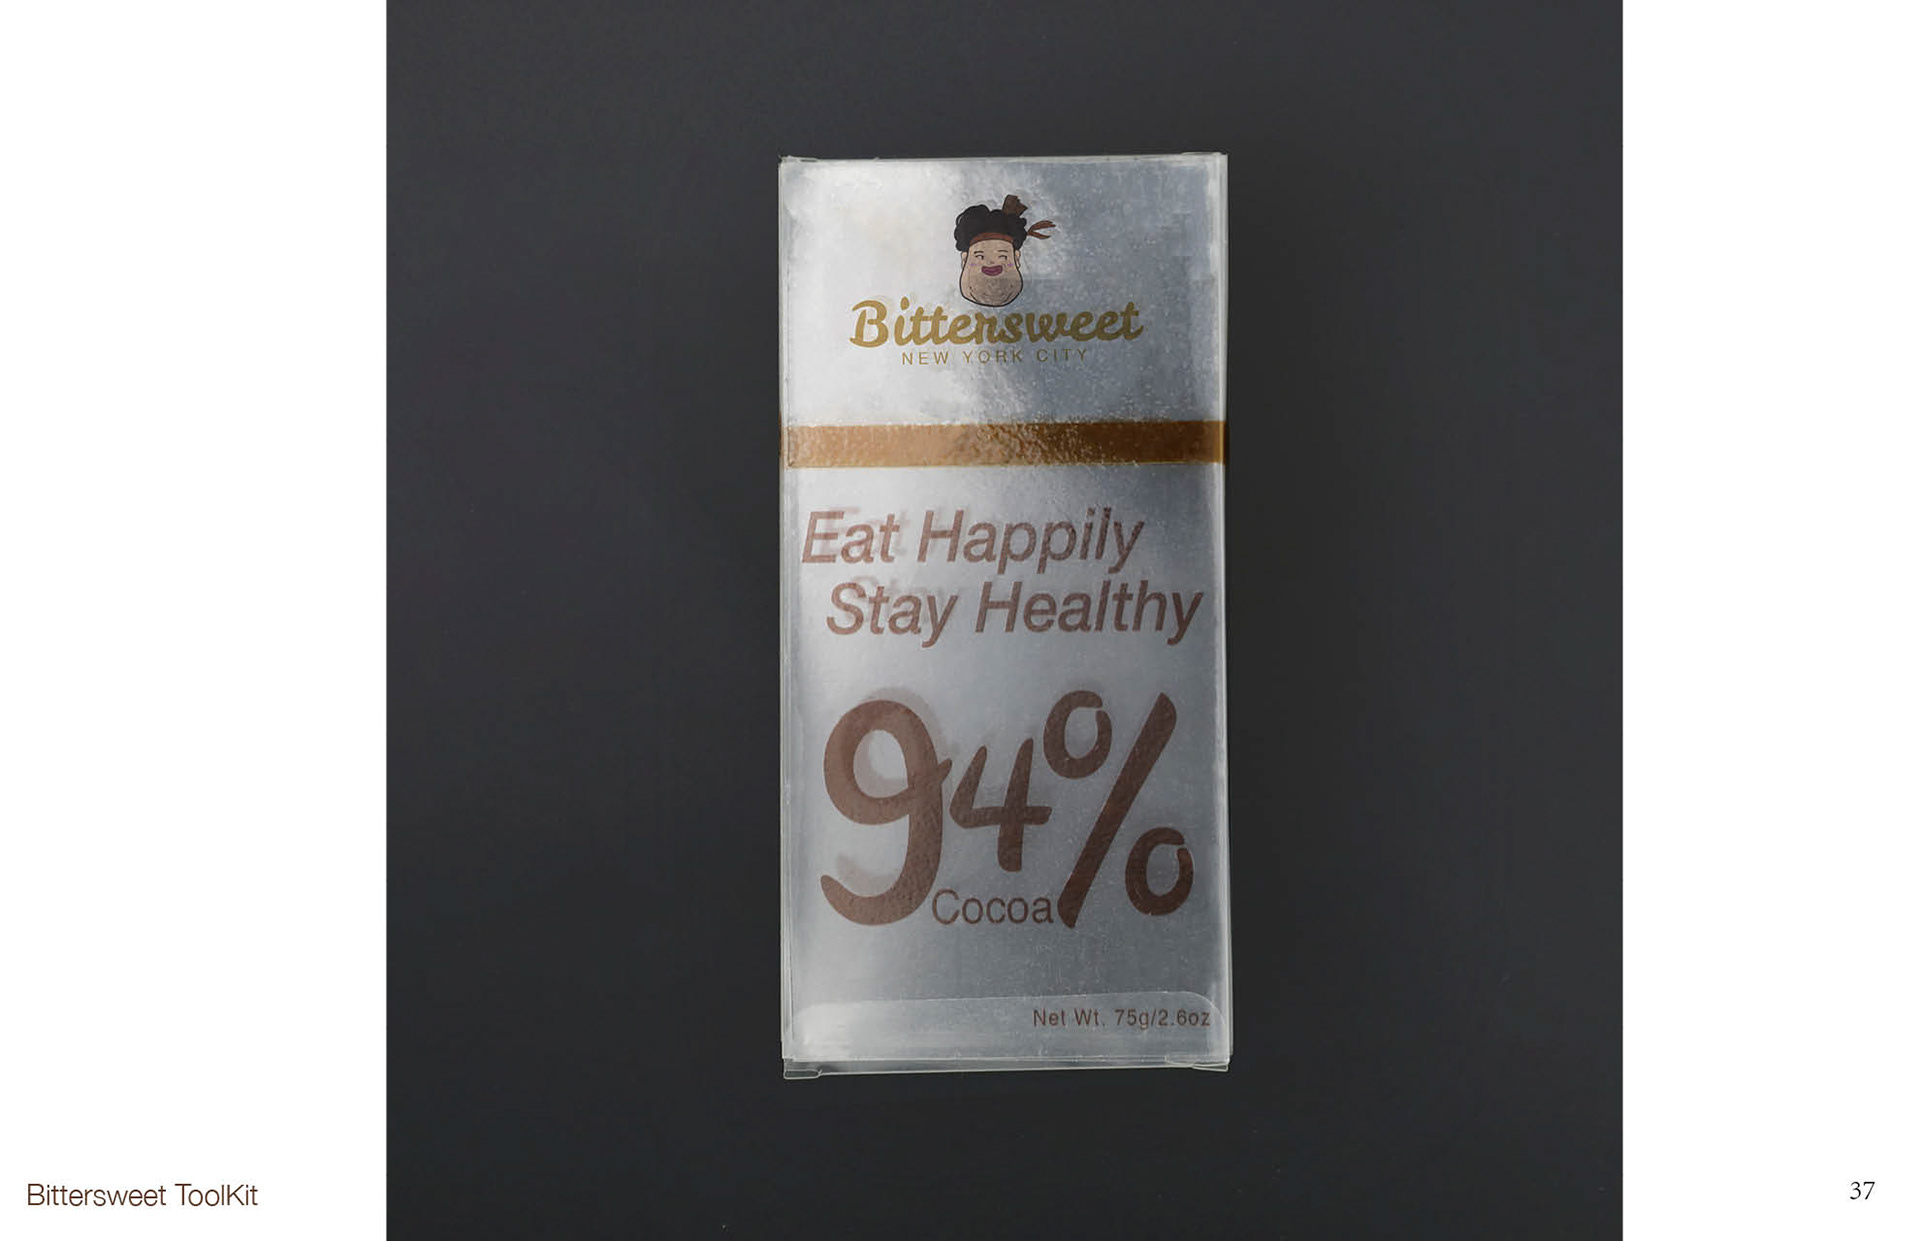 Bittersweet
NEW YORK CITY
Eat Happily
Stay Healthy
94%
Cocoa
Net Wt. 75g/2.6oz
Bittersweet ToolKit
37